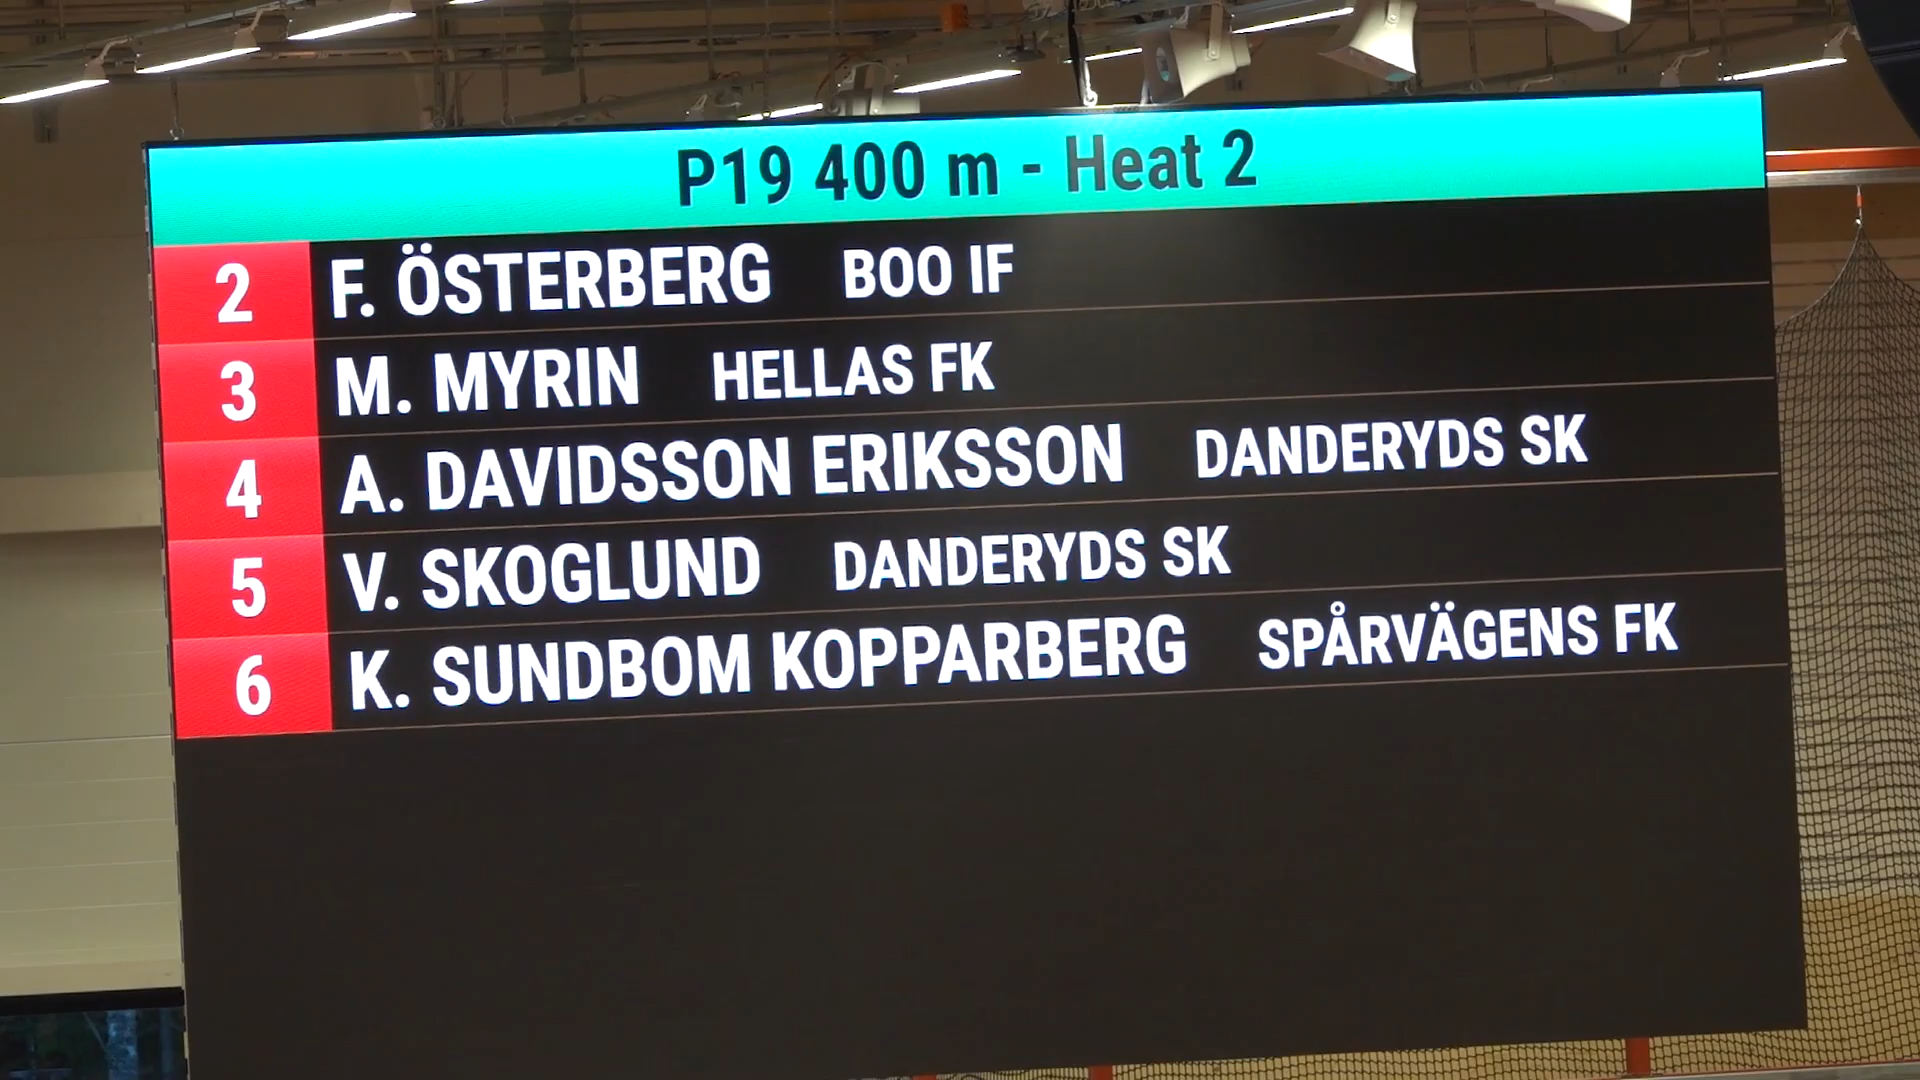 P19 400 m - Heat 2
2 F. ÖSTERBERG BOO IF
3 M. MYRIN HELLAS FK
4 A. DAVIDSSON ERIKSSON DANDERYDS SK
5 V. SKOGLUND DANDERYDS SK
6 K. SUNDBOM KOPPARBERG SPÅRVÄGENS FK